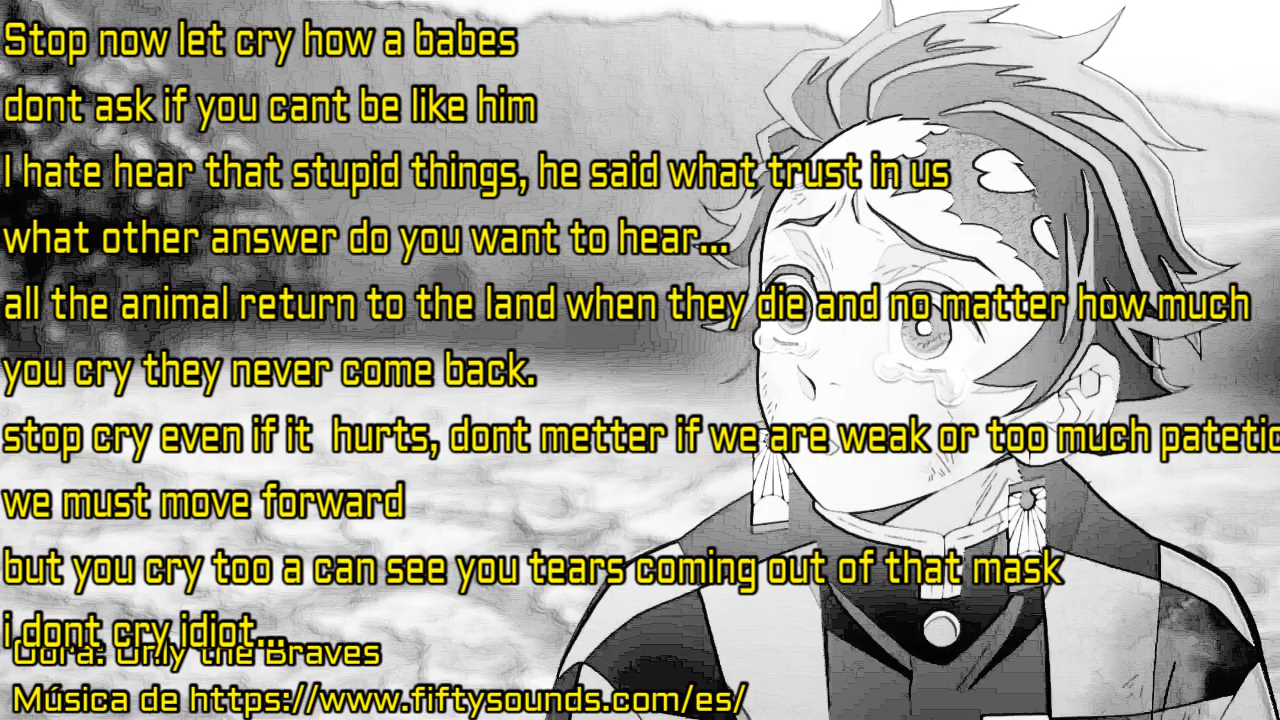 Stop now let cry how a babes
dont ask if you cant be like him
I hate hear that stupid things, he said what trust in us
what other answer do you want to hear...
all the animal return to the land when they die and no matter how much
you cry they never come back.
stop cry even if it  hurts, dont metter if we are weak or too much patetic
we must move forward
but you cry too a can see you tears coming out of that mask
i dont cry idiot...
the Braves
Música de https://www.fiftysounds.com/es/